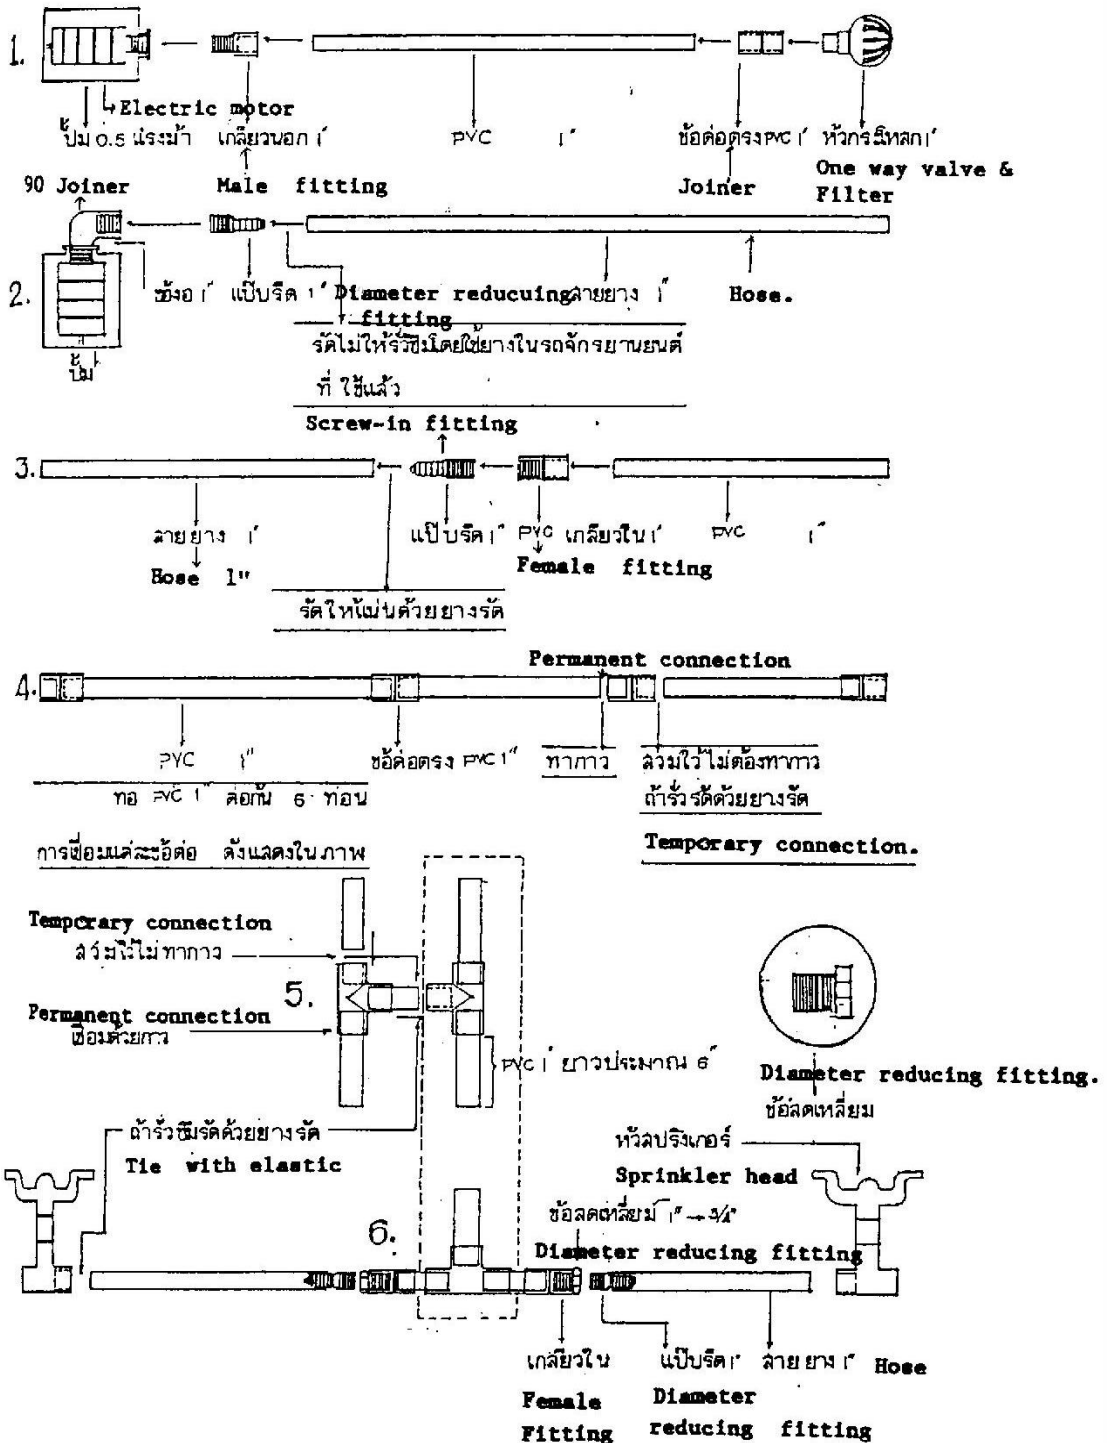 1.
Electric motor
ปั๊ม 0.5 แรงม้า เกลียวนอก 1" PVC 1" ข้อต่อตรง PVC 1" หัวกรสโหลก 1"
One way valve &
Filter
90 Joiner Male fitting Joiner
2.
ข้องอ 1" แป๊บรีด 1" Diameter reducuing สายยาง 1" Hose.
fitting
รัดไม่ให้รั่วซึมโดยใช้ยางในรถจักรยานยนต์
ที่ใช้แล้ว
ปั๊ม
Screw-in fitting
3.
สายยาง 1" แป๊บรีด 1" PVC เกลียวใน 1" PVC 1"
Hose 1" Female fitting
รัดให้แน่นด้วยยางรัด
Permanent connection
4.
PVC 1" ข้อต่อตรง PVC 1" ทากาว สวมไว้ไม่ต้องทากาว
ท่อ PVC 1" ต่อกัน 6 ท่อน ถ้ารั่วรัดด้วยยางรัด
การเชื่อมแต่ละข้อต่อ ดังแสดงในภาพ Temporary connection.
Temporary connection
สวมไว้ไม่ทากาว
5.
Permanent connection
เชื่อมด้วยกาว
PVC 1" ยาวประมาณ 6"
Diameter reducing fitting.
ข้อลดเหลี่ยม
ถ้ารั่วซึมรัดด้วยยางรัด หัวสปริงเกอร์
Tie with elastic Sprinkler head
6. ข้อลดเหลี่ยม 1" → 3/4"
Diameter reducing fitting
เกลียวใน แป๊บรีด 1" สายยาง 1" Hose
Female Diameter
Fitting reducing fitting